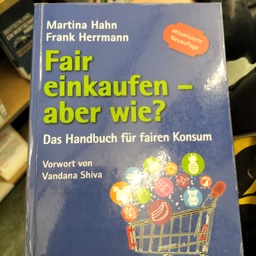 Martina Hahn
Frank Herrmann
aktualisierte
Neuauflage
Fair
einkaufen –
aber wie?
Das Handbuch für fairen Konsum
Vorwort von
Vandana Shiva